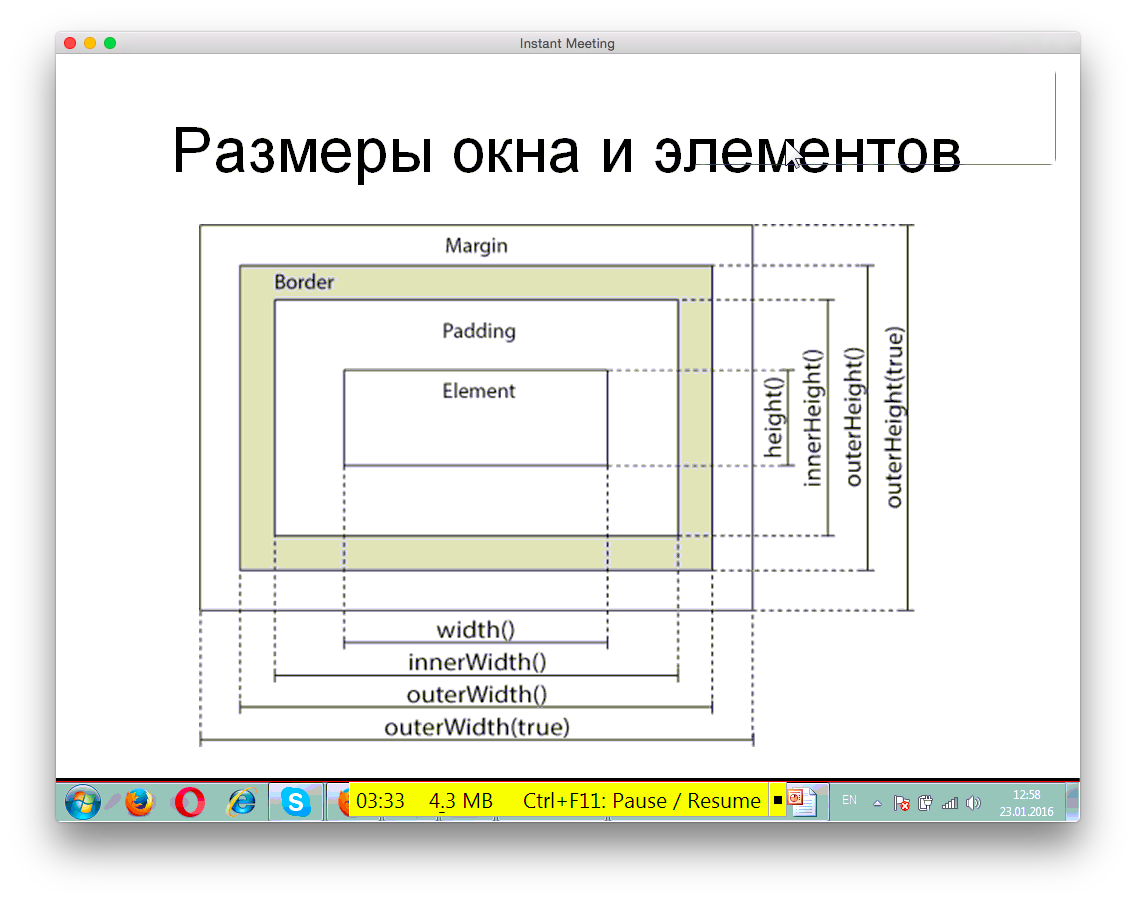 Instant Meeting
Размеры окна и элементов
Margin
Border
Padding
Element
height()
innerHeight()
outerHeight()
outerHeight(true)
width()
innerWidth()
outerWidth()
outerWidth(true)
03:33 4.3 MB Ctrl+F11: Pause / Resume
EN
12:58
23.01.2016